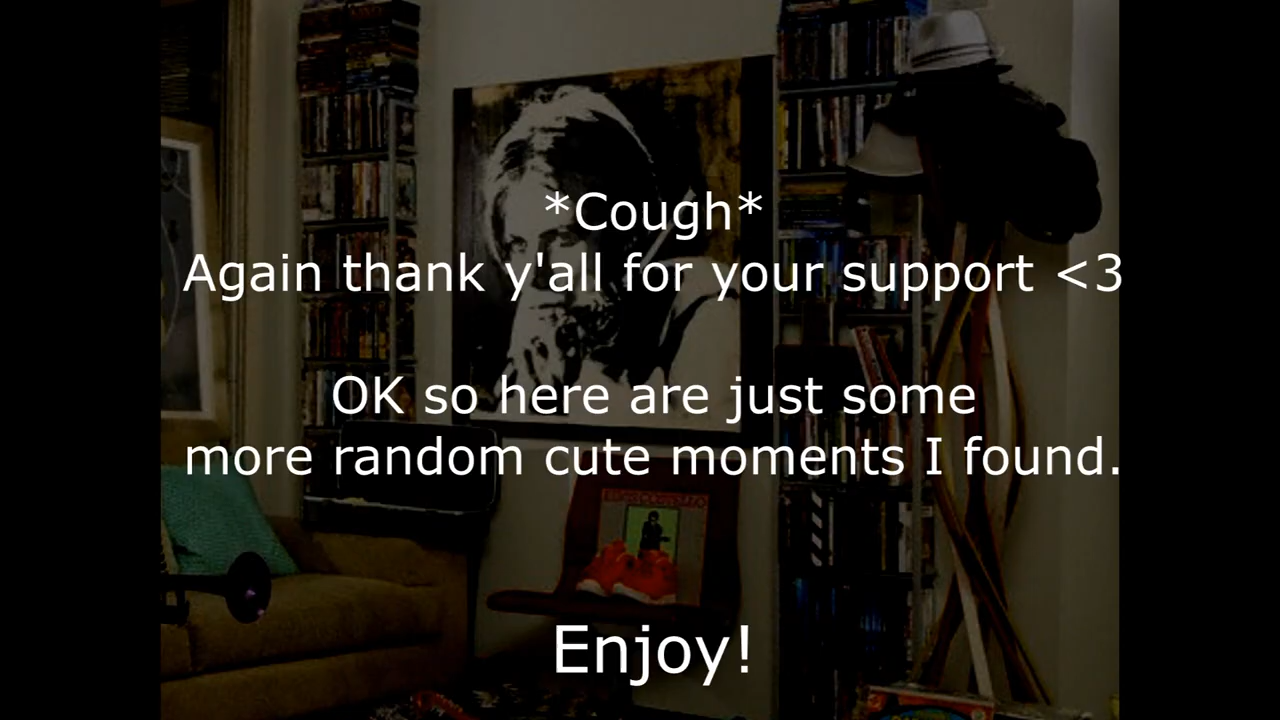 *Cough*
Again thank y'all for your support <3
OK so here are just some
more random cute moments I found.
Enjoy!